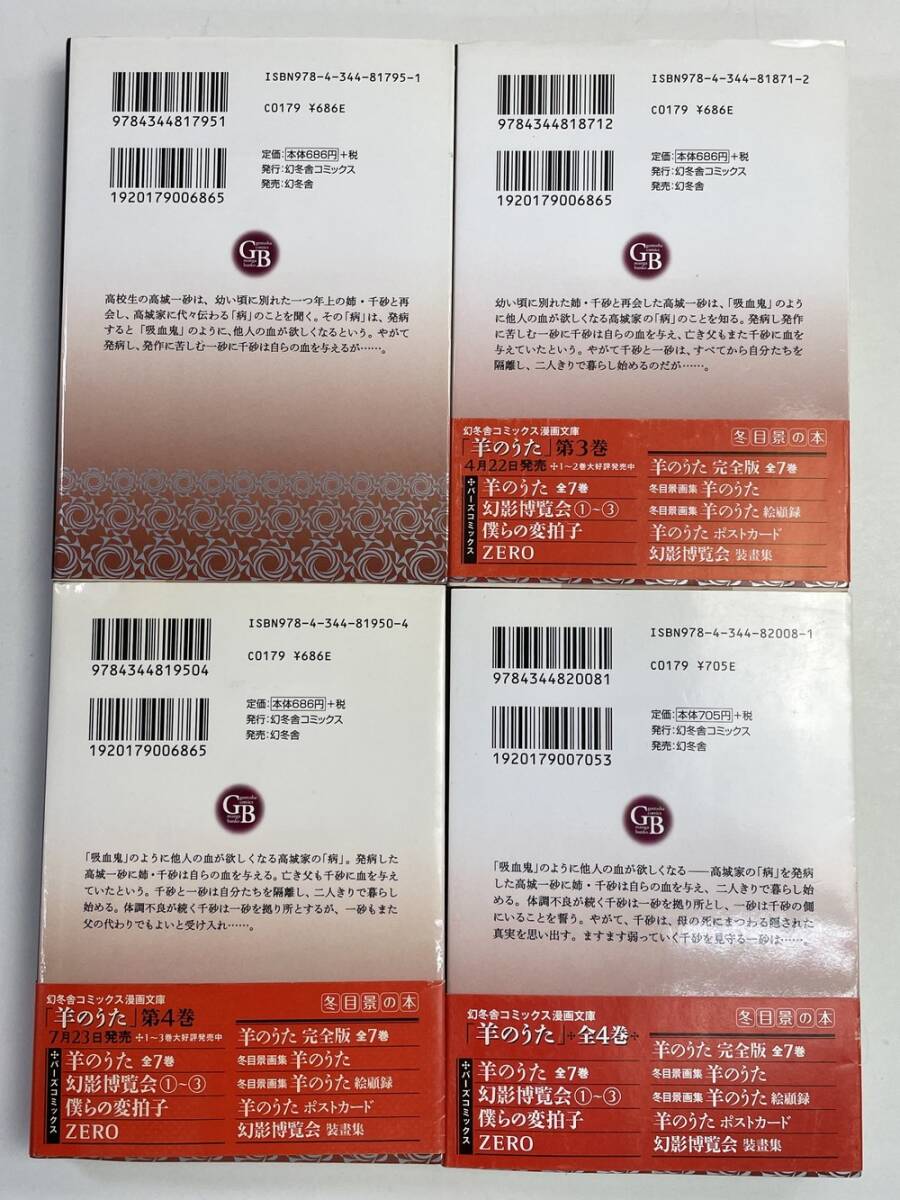 ISBN978-4-344-81795-1
9784344817951
C0179 ¥686E
定価:本体686円+税
発行:幻冬舎コミックス
発売:幻冬舎
1920179006865
gentosha
comics
manga
bunko
GB
高校生の高城一砂は、幼い頃に別れた一つ年上の姉・千砂と再
会し、高城家に代々伝わる「病」のことを聞く。その「病」は、発病
すると「吸血鬼」のように、他人の血が欲しくなるという。やがて
発病し、発作に苦しむ一砂に千砂は自らの血を与えるが……。
ISBN978-4-344-81871-2
9784344818712
C0179 ¥686E
定価:本体686円+税
発行:幻冬舎コミックス
発売:幻冬舎
1920179006865
gentosha
comics
manga
bunko
GB
幼い頃に別れた姉・千砂と再会した高城一砂は、「吸血鬼」のよう
に他人の血が欲しくなる高城家の「病」のことを知る。発病し発作
に苦しむ一砂に千砂は自らの血を与え、亡き父もまた千砂に血を
与えていたという。やがて千砂と一砂は、すべてから自分たちを
隔離し、二人きりで暮らし始めるのだが……。
幻冬舎コミックス漫画文庫
「羊のうた」第3巻
4月22日発売 ✣1〜2巻大好評発売中
✣バーズコミックス
羊のうた 全7巻
幻影博覧会①〜③
僕らの変拍子
ZERO
冬目景の本
羊のうた 完全版 全7巻
冬目景画集 羊のうた
冬目景画集 羊のうた 絵顧録
羊のうた ポストカード
幻影博覧会 装畫集
ISBN978-4-344-81950-4
9784344819504
C0179 ¥686E
定価:本体686円+税
発行:幻冬舎コミックス
発売:幻冬舎
1920179006865
gentosha
comics
manga
bunko
GB
「吸血鬼」のように他人の血が欲しくなる高城家の「病」。発病した
高城一砂に姉・千砂は自らの血を与える。亡き父も千砂に血を与
えていたという。千砂と一砂は自分たちを隔離し、二人きりで暮らし
始める。体調不良が続く千砂は一砂を拠り所とするが、一砂もまた
父の代わりでもよいと受け入れ……。
幻冬舎コミックス漫画文庫
「羊のうた」第4巻
7月23日発売 ✣1〜3巻大好評発売中
✣バーズコミックス
羊のうた 全7巻
幻影博覧会①〜③
僕らの変拍子
ZERO
冬目景の本
羊のうた 完全版 全7巻
冬目景画集 羊のうた
冬目景画集 羊のうた 絵顧録
羊のうた ポストカード
幻影博覧会 装畫集
ISBN978-4-344-82008-1
9784344820081
C0179 ¥705E
定価:本体705円+税
発行:幻冬舎コミックス
発売:幻冬舎
1920179007053
gentosha
comics
manga
bunko
GB
「吸血鬼」のように他人の血が欲しくなる――高城家の「病」を発病
した高城一砂に姉・千砂は自らの血を与え、二人きりで暮らし始
める。体調不良が続く千砂は一砂を拠り所とし、一砂は千砂の側
にいることを誓う。やがて、千砂は、母の死にまつわる隠された
真実を思い出す。ますます弱っていく千砂を見守る一砂は……。
幻冬舎コミックス漫画文庫
「羊のうた」✣全4巻✣
✣バーズコミックス
羊のうた 全7巻
幻影博覧会①〜③
僕らの変拍子
ZERO
冬目景の本
羊のうた 完全版 全7巻
冬目景画集 羊のうた
冬目景画集 羊のうた 絵顧録
羊のうた ポストカード
幻影博覧会 装畫集